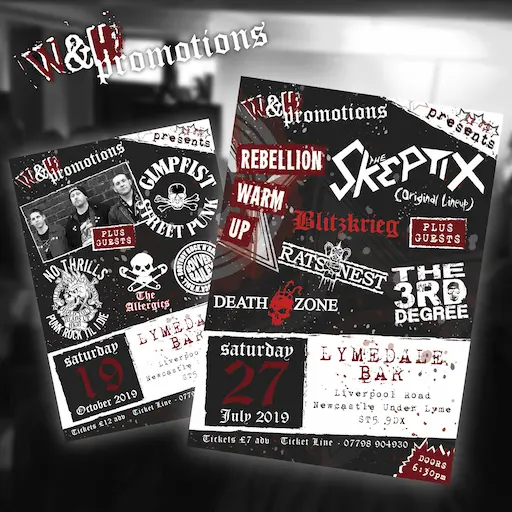 W&H promotions
W&H promotions
presents
GIMPFIST
STREET PUNK
PLUS
GUESTS
NO THRILLS
PUNK ROCK TIL I DIE
The
Allergics
saturday
19
October 2019
LYMEDALE
BAR
Liverpool
Newcastle
ST5
Tickets £12 adv Ticket Line - 0779
W&H promotions
presents
REBELLION
WARM
UP
THE
SKEPTIX
(Original Lineup)
Blitzkrieg
PLUS
GUESTS
RATS NEST
DEATH ZONE
THE
3RD
DEGREE
saturday
27
July 2019
LYMEDALE
BAR
Liverpool Road
Newcastle Under Lyme
ST5 9DX
Tickets £7 adv Ticket Line - 07798 904930
DOORS
6:30pm